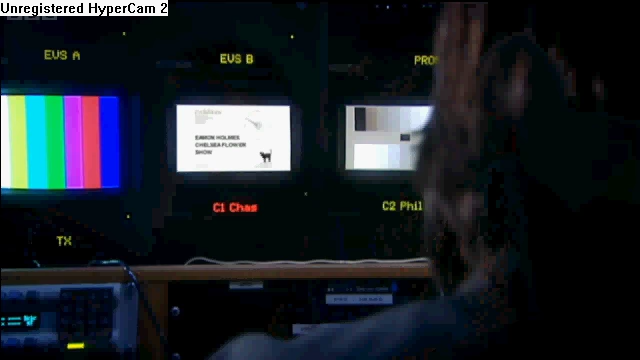 Unregistered HyperCam 2
EVS A
EVS B
EAMON HOLMES
CHELSEA FLOWER
SHOW
C1 Chas
C2 Phil
TX